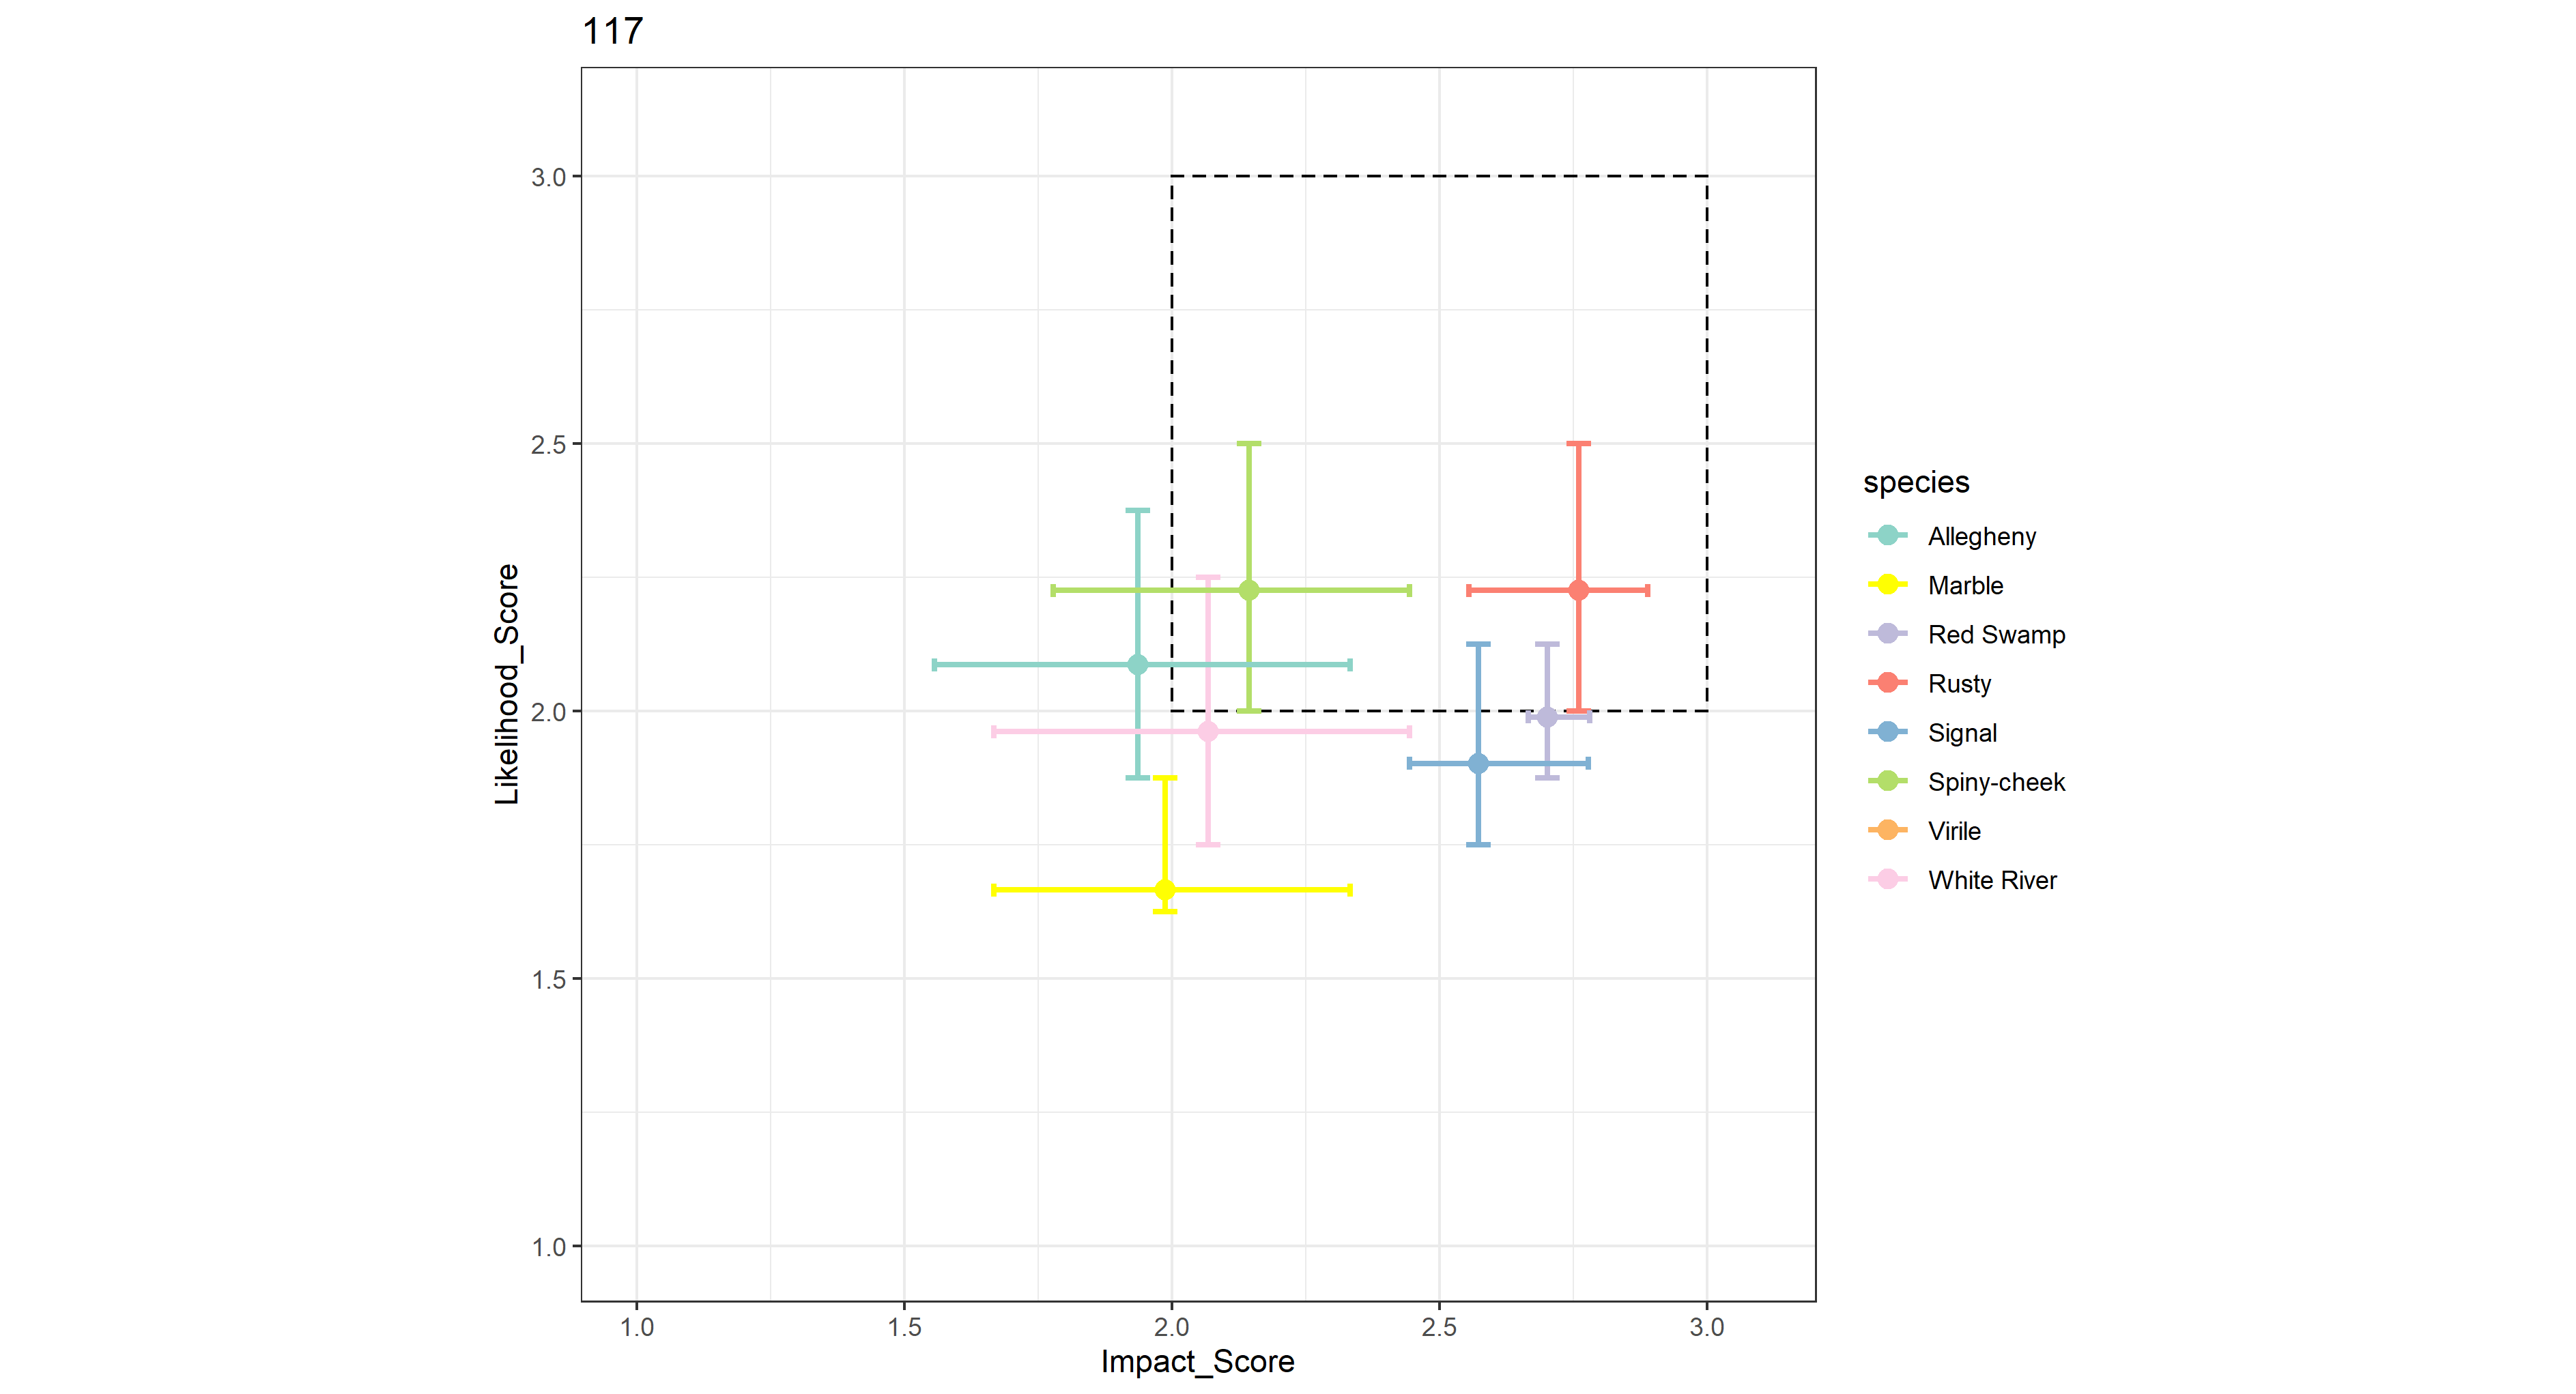 117
3.0
2.5
2.0
1.5
1.0
Likelihood_Score
1.0 1.5 2.0 2.5 3.0
Impact_Score
species
Allegheny
Marble
Red Swamp
Rusty
Signal
Spiny-cheek
Virile
White River